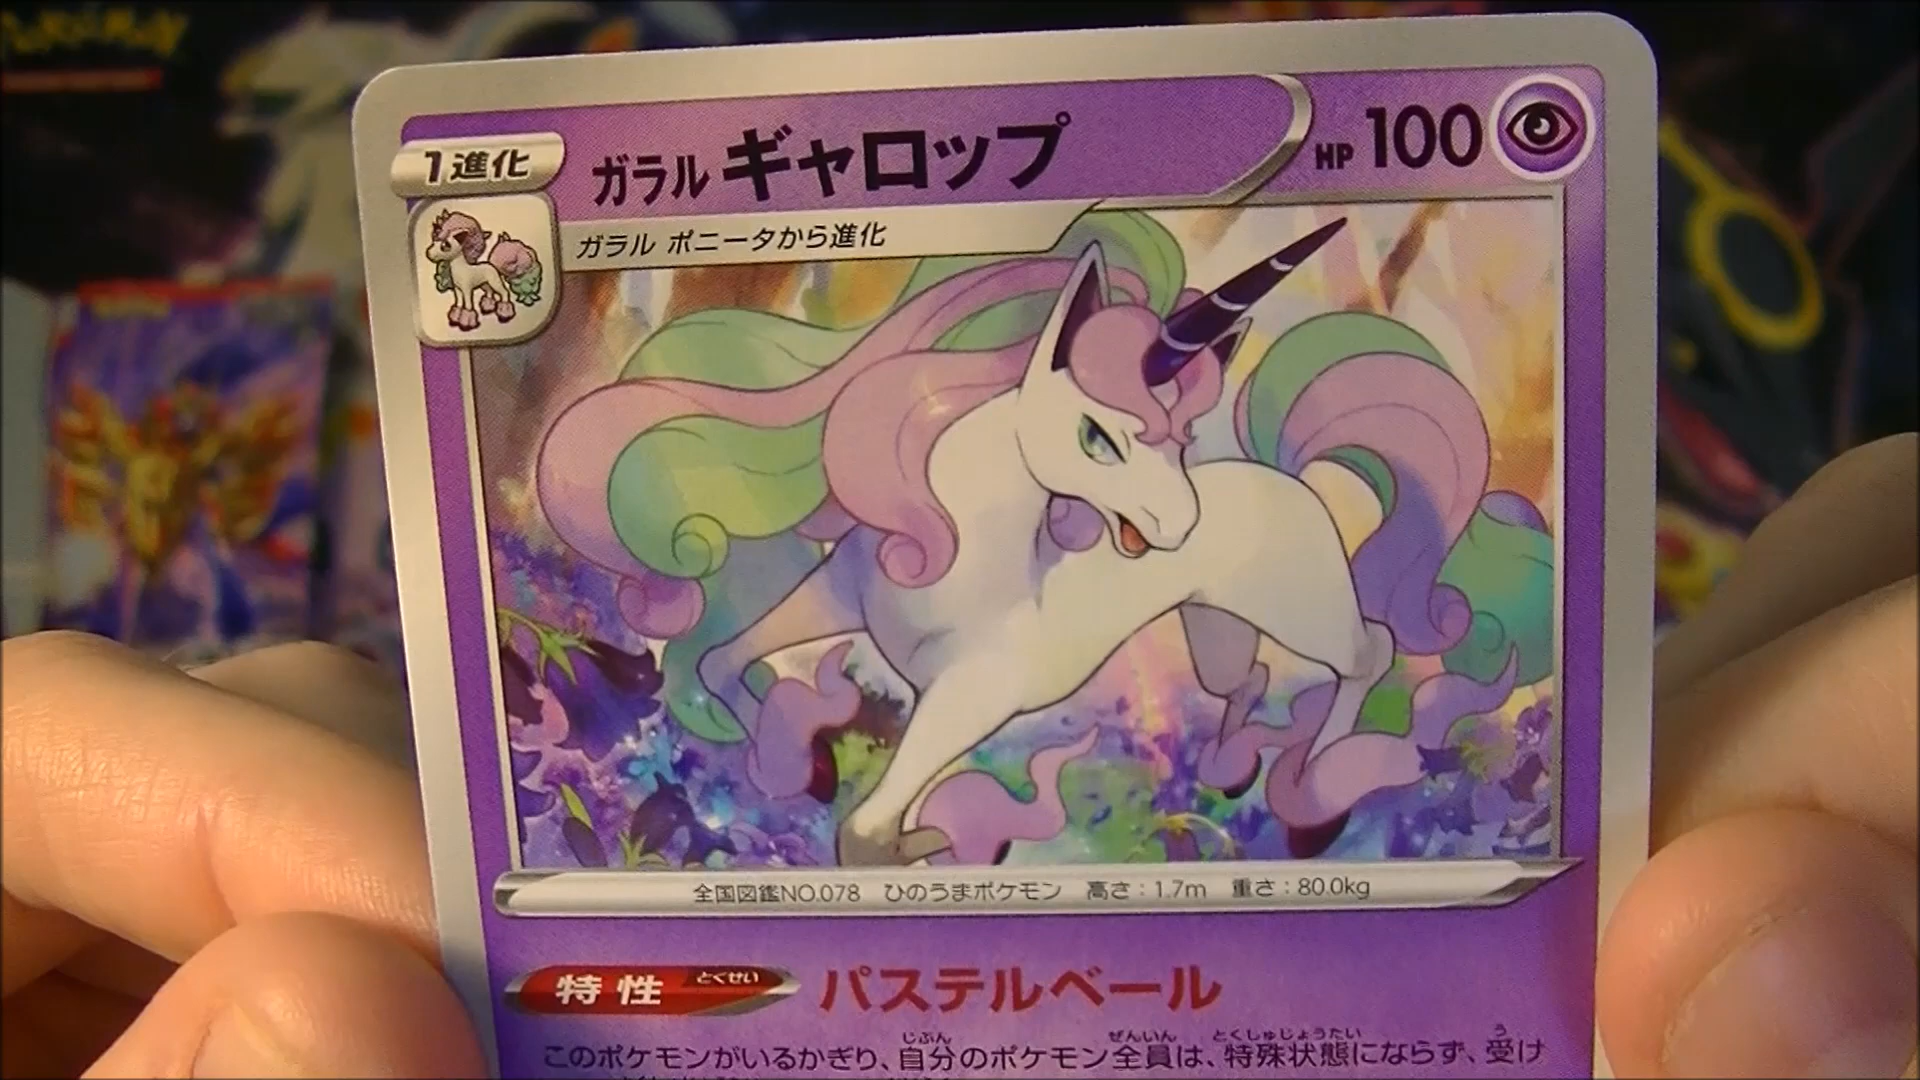 Pokémon
1進化
ガラル ギャロップ
HP 100
ガラル ポニータから進化
全国図鑑NO.078 ひのうまポケモン 高さ:1.7m 重さ:80.0kg
特性 とくせい パステルベール
じぶん ぜんいん とくしゅじょうたい う
このポケモンがいるかぎり、自分のポケモン全員は、特殊状態にならず、受け